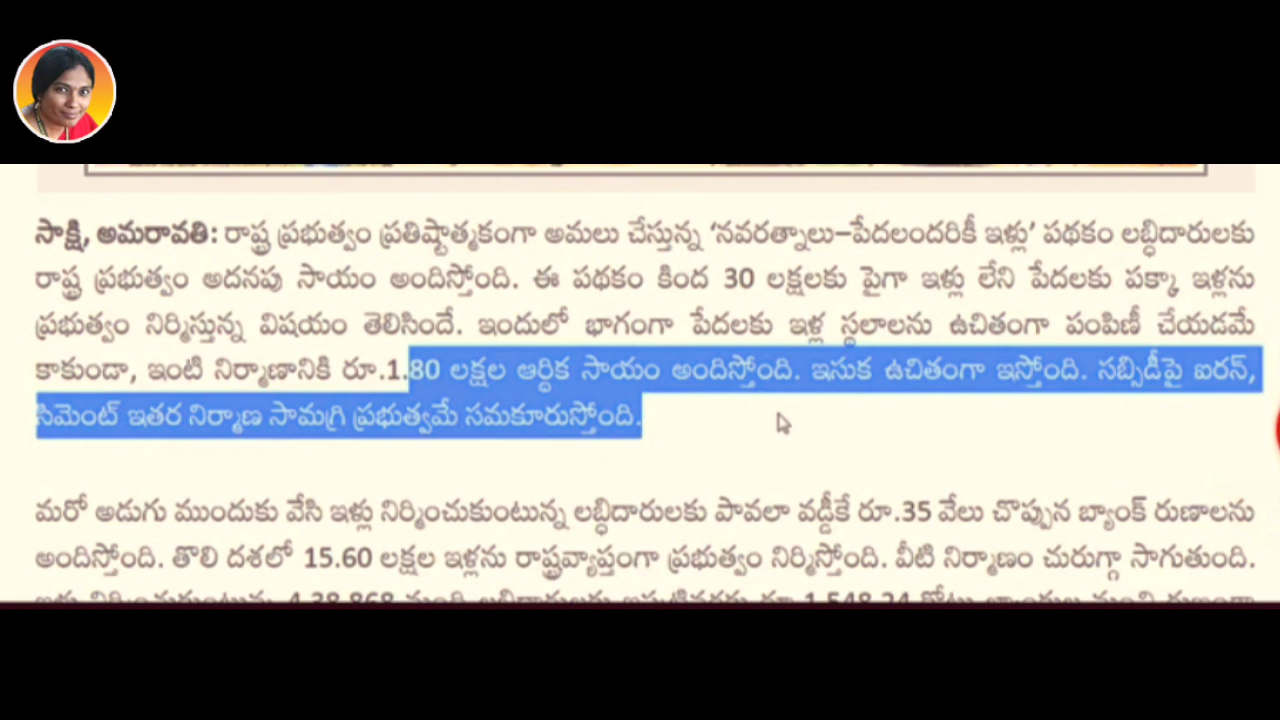 సాక్షి, అమరావతి: రాష్ట్ర ప్రభుత్వం ప్రతిష్టాత్మకంగా అమలు చేస్తున్న ‘నవరత్నాలు–పేదలందరికీ ఇళ్లు’ పథకం లబ్ధిదారులకు
రాష్ట్ర ప్రభుత్వం అదనపు సాయం అందిస్తోంది. ఈ పథకం కింద 30 లక్షలకు పైగా ఇళ్లు లేని పేదలకు పక్కా ఇళ్లను
ప్రభుత్వం నిర్మిస్తున్న విషయం తెలిసిందే. ఇందులో భాగంగా పేదలకు ఇళ్ల స్థలాలను ఉచితంగా పంపిణీ చేయడమే
కాకుండా, ఇంటి నిర్మాణానికి రూ.1.80 లక్షల ఆర్థిక సాయం అందిస్తోంది. ఇసుక ఉచితంగా ఇస్తోంది. సబ్సిడీపై ఐరన్,
సిమెంట్ ఇతర నిర్మాణ సామగ్రి ప్రభుత్వమే సమకూరుస్తోంది.
మరో అడుగు ముందుకు వేసి ఇళ్లు నిర్మించుకుంటున్న లబ్ధిదారులకు పావలా వడ్డీకే రూ.35 వేలు చొప్పున బ్యాంక్ రుణాలను
అందిస్తోంది. తొలి దశలో 15.60 లక్షల ఇళ్లను రాష్ట్రవ్యాప్తంగా ప్రభుత్వం నిర్మిస్తోంది. వీటి నిర్మాణం చురుగ్గా సాగుతుంది.